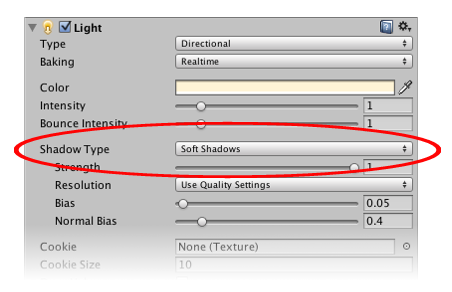 Light
Type Directional
Baking Realtime
Color
Intensity 1
Bounce Intensity 1
Shadow Type Soft Shadows
Strength 1
Resolution Use Quality Settings
Bias 0.05
Normal Bias 0.4
Cookie None (Texture)
Cookie Size 10